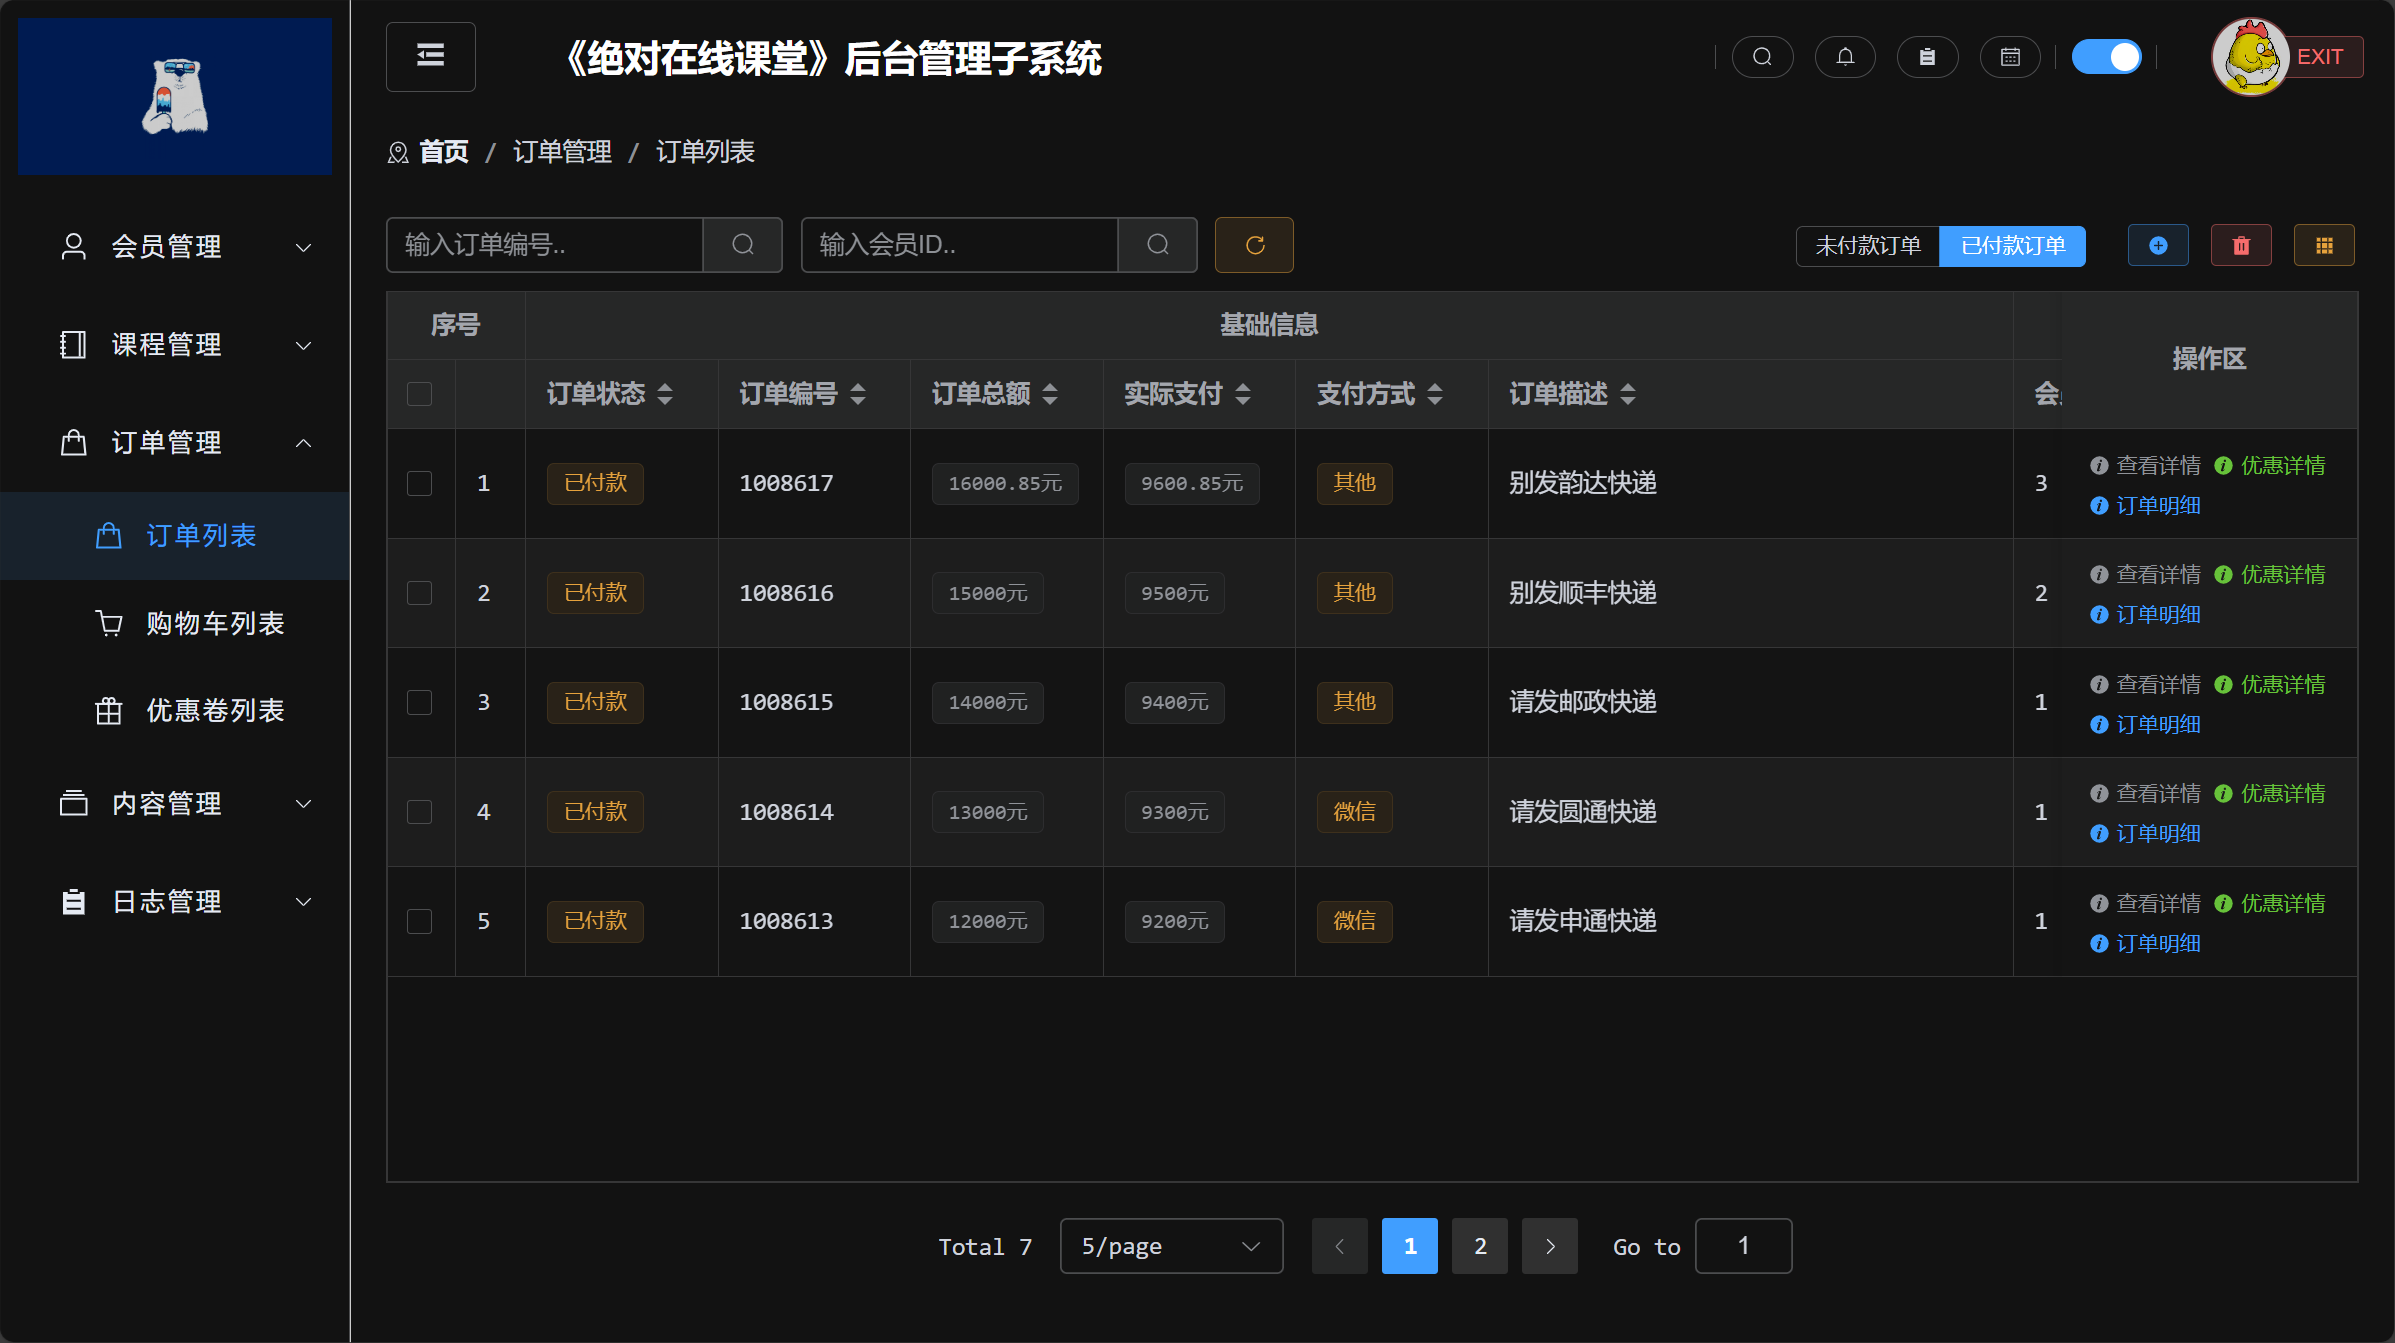 《绝对在线课堂》后台管理子系统
EXIT
首页 / 订单管理 / 订单列表
会员管理
课程管理
订单管理
订单列表
购物车列表
优惠卷列表
内容管理
日志管理
输入订单编号..
输入会员ID..
未付款订单 已付款订单
序号 基础信息 操作区
订单状态 订单编号 订单总额 实际支付 支付方式 订单描述 会
1 已付款 1008617 16000.85元 9600.85元 其他 别发韵达快递 3 查看详情 优惠详情
订单明细
2 已付款 1008616 15000元 9500元 其他 别发顺丰快递 2 查看详情 优惠详情
订单明细
3 已付款 1008615 14000元 9400元 其他 请发邮政快递 1 查看详情 优惠详情
订单明细
4 已付款 1008614 13000元 9300元 微信 请发圆通快递 1 查看详情 优惠详情
订单明细
5 已付款 1008613 12000元 9200元 微信 请发申通快递 1 查看详情 优惠详情
订单明细
Total 7 5/page 1 2 Go to 1